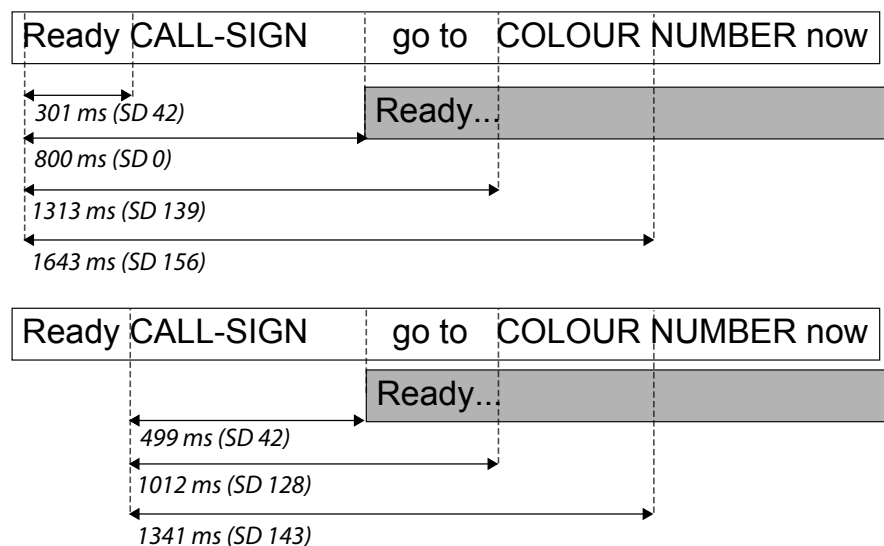 Ready CALL-SIGN go to COLOUR NUMBER now
301 ms (SD 42)
Ready...
800 ms (SD 0)
1313 ms (SD 139)
1643 ms (SD 156)
Ready CALL-SIGN go to COLOUR NUMBER now
Ready...
499 ms (SD 42)
1012 ms (SD 128)
1341 ms (SD 143)